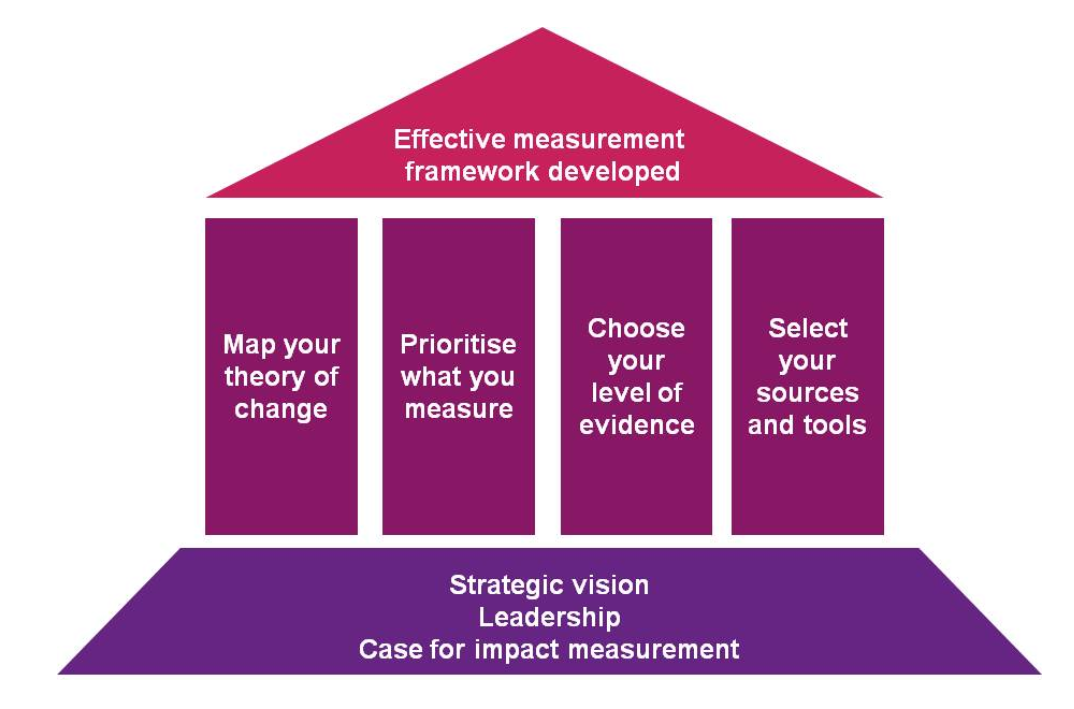 Effective measurement
framework developed
Map your
theory of
change
Prioritise
what you
measure
Choose
your
level of
evidence
Select
your
sources
and tools
Strategic vision
Leadership
Case for impact measurement